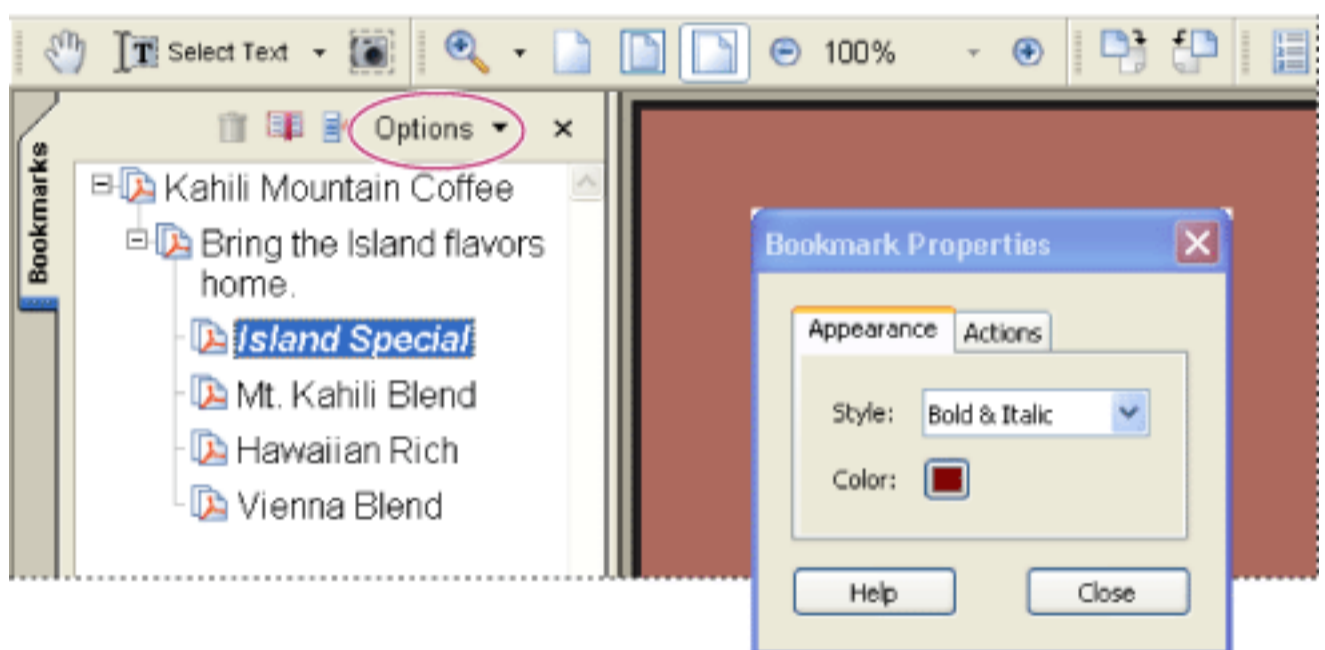 Select Text
100%
Bookmarks
Options
Kahili Mountain Coffee
Bring the Island flavors
home.
Island Special
Mt. Kahili Blend
Hawaiian Rich
Vienna Blend
Bookmark Properties
Appearance Actions
Style: Bold & Italic
Color:
Help Close